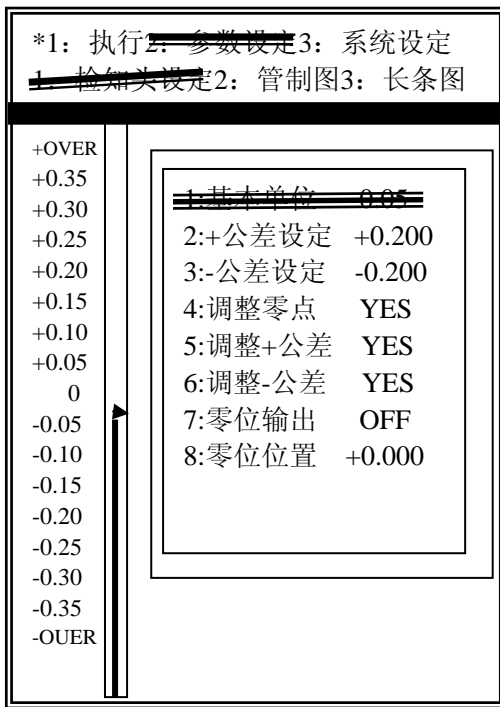 *1：执行2：参数设定3：系统设定
1：检知头设定2：管制图3：长条图
+OVER
+0.35
+0.30
+0.25
+0.20
+0.15
+0.10
+0.05
0
-0.05
-0.10
-0.15
-0.20
-0.25
-0.30
-0.35
-OUER
1:基本单位 0.05
2:+公差设定 +0.200
3:-公差设定 -0.200
4:调整零点 YES
5:调整+公差 YES
6:调整-公差 YES
7:零位输出 OFF
8:零位位置 +0.000